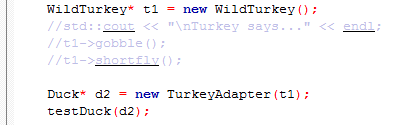 WildTurkey* t1 = new WildTurkey();
//std::cout << "\nTurkey says..." << endl;
//t1->gobble();
//t1->shortfly();
Duck* d2 = new TurkeyAdapter(t1);
testDuck(d2);